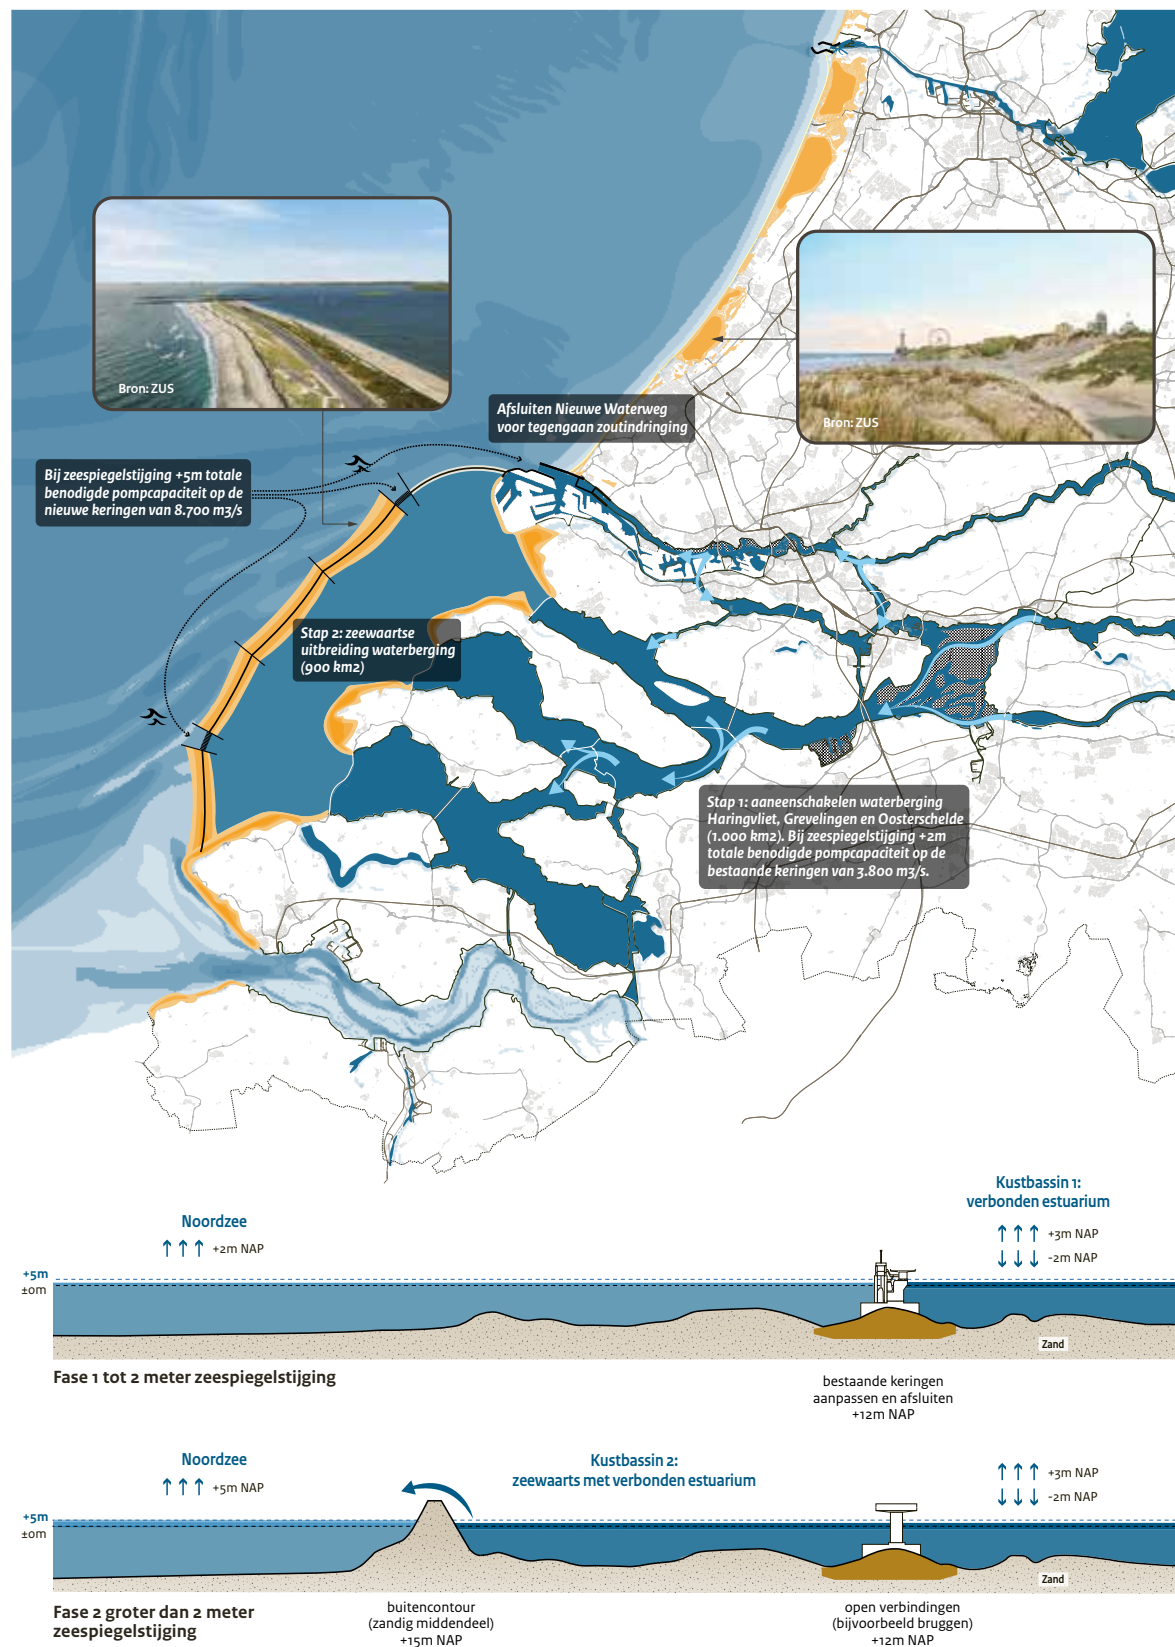 Bron: ZUS
Bron: ZUS
Afsluiten Nieuwe Waterweg
voor tegengaan zoutindringing
Bij zeespiegelstijging +5m totale
benodigde pompcapaciteit op de
nieuwe keringen van 8.700 m3/s
Stap 2: zeewaartse
uitbreiding waterberging
(900 km2)
Stap 1: aaneenschakelen waterberging
Haringvliet, Grevelingen en Oosterschelde
(1.000 km2). Bij zeespiegelstijging +2m
totale benodigde pompcapaciteit op de
bestaande keringen van 3.800 m3/s.
Kustbassin 1:
verbonden estuarium
Noordzee
+2m NAP
+3m NAP
-2m NAP
+5m
±0m
Zand
Fase 1 tot 2 meter zeespiegelstijging
bestaande keringen
aanpassen en afsluiten
+12m NAP
Noordzee
+5m NAP
Kustbassin 2:
zeewaarts met verbonden estuarium
+3m NAP
-2m NAP
+5m
±0m
Zand
Fase 2 groter dan 2 meter
zeespiegelstijging
buitencontour
(zandig middendeel)
+15m NAP
open verbindingen
(bijvoorbeeld bruggen)
+12m NAP